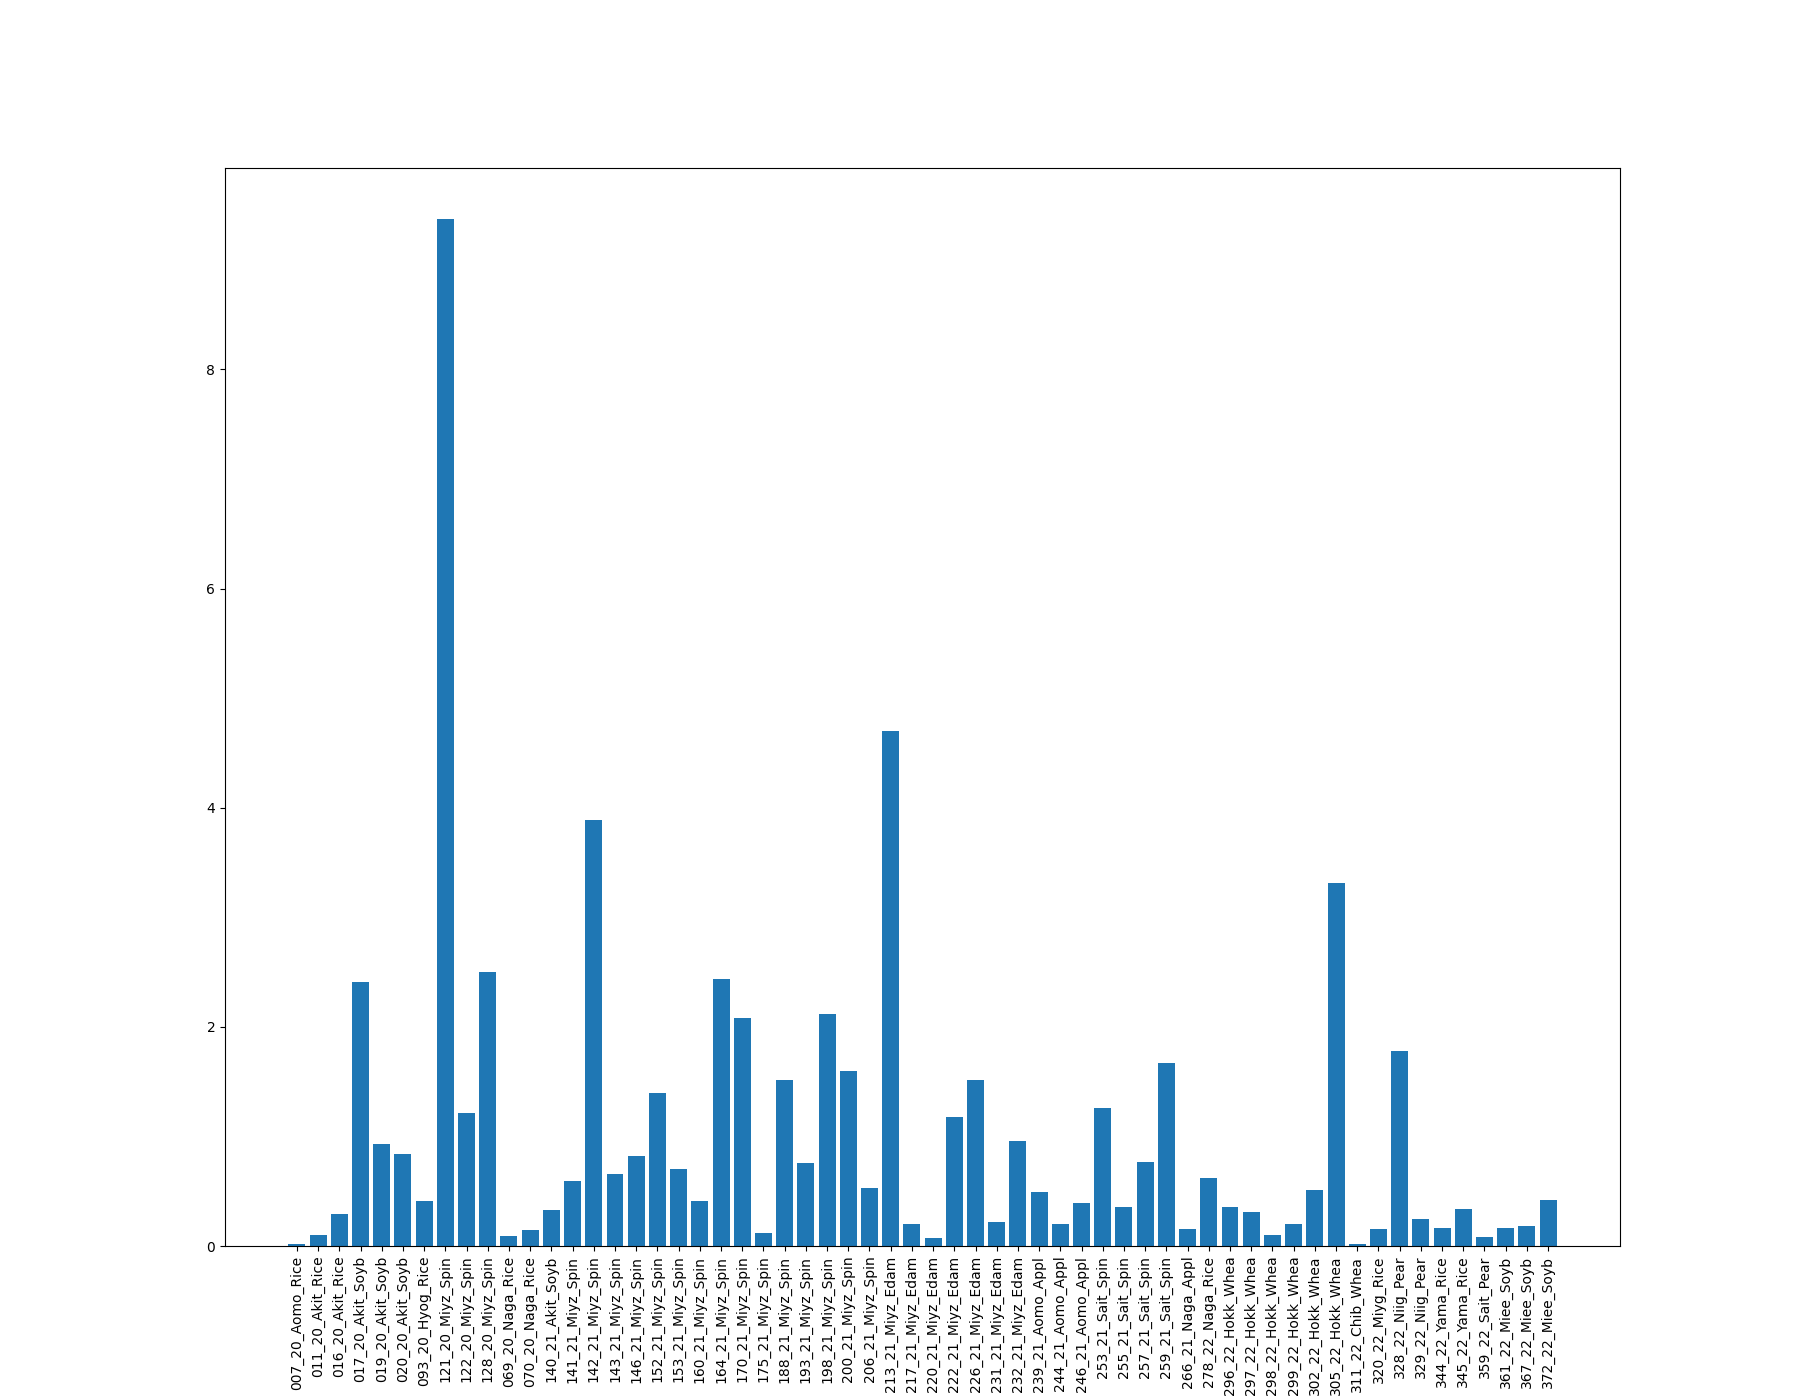 8
6
4
2
0
007_20_Aomo_Rice
011_20_Akit_Rice
016_20_Akit_Rice
017_20_Akit_Soyb
019_20_Akit_Soyb
020_20_Akit_Soyb
093_20_Hyog_Rice
121_20_Miyz_Spin
122_20_Miyz_Spin
128_20_Miyz_Spin
069_20_Naga_Rice
070_20_Naga_Rice
140_21_Akit_Soyb
141_21_Miyz_Spin
142_21_Miyz_Spin
143_21_Miyz_Spin
146_21_Miyz_Spin
152_21_Miyz_Spin
153_21_Miyz_Spin
160_21_Miyz_Spin
164_21_Miyz_Spin
170_21_Miyz_Spin
175_21_Miyz_Spin
188_21_Miyz_Spin
193_21_Miyz_Spin
198_21_Miyz_Spin
200_21_Miyz_Spin
206_21_Miyz_Spin
213_21_Miyz_Edam
217_21_Miyz_Edam
220_21_Miyz_Edam
222_21_Miyz_Edam
226_21_Miyz_Edam
231_21_Miyz_Edam
232_21_Miyz_Edam
239_21_Aomo_Appl
244_21_Aomo_Appl
246_21_Aomo_Appl
253_21_Sait_Spin
255_21_Sait_Spin
257_21_Sait_Spin
259_21_Sait_Spin
266_21_Naga_Appl
278_22_Naga_Rice
296_22_Hokk_Whea
297_22_Hokk_Whea
298_22_Hokk_Whea
299_22_Hokk_Whea
302_22_Hokk_Whea
305_22_Hokk_Whea
311_22_Chib_Whea
320_22_Miyg_Rice
328_22_Niig_Pear
329_22_Niig_Pear
344_22_Yama_Rice
345_22_Yama_Rice
359_22_Sait_Pear
361_22_Miee_Soyb
367_22_Miee_Soyb
372_22_Miee_Soyb